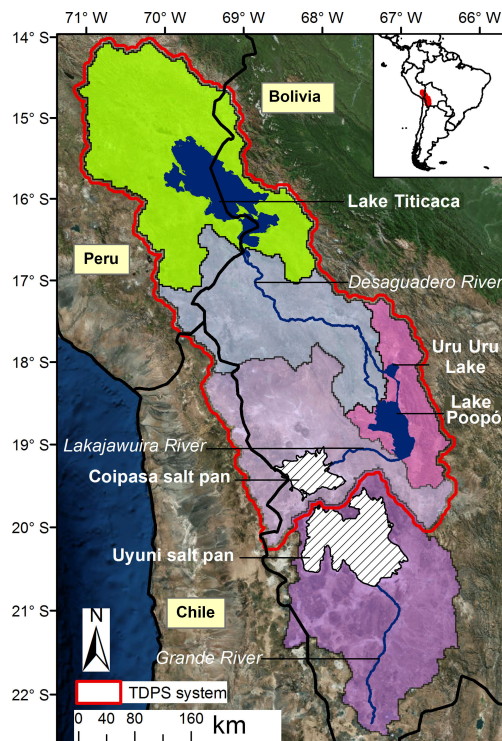 71° W 70° W 69° W 68° W 67° W 66° W
14° S
Bolivia
15° S
16° S
Lake Titicaca
Peru
17° S
Desaguadero River
Uru Uru
Lake
18° S
Lake
Poopó
Lakajawuira River
19° S
Coipasa salt pan
20° S
Uyuni salt pan
21° S
N
Chile
Grande River
22° S
TDPS system
0 40 80 160
km